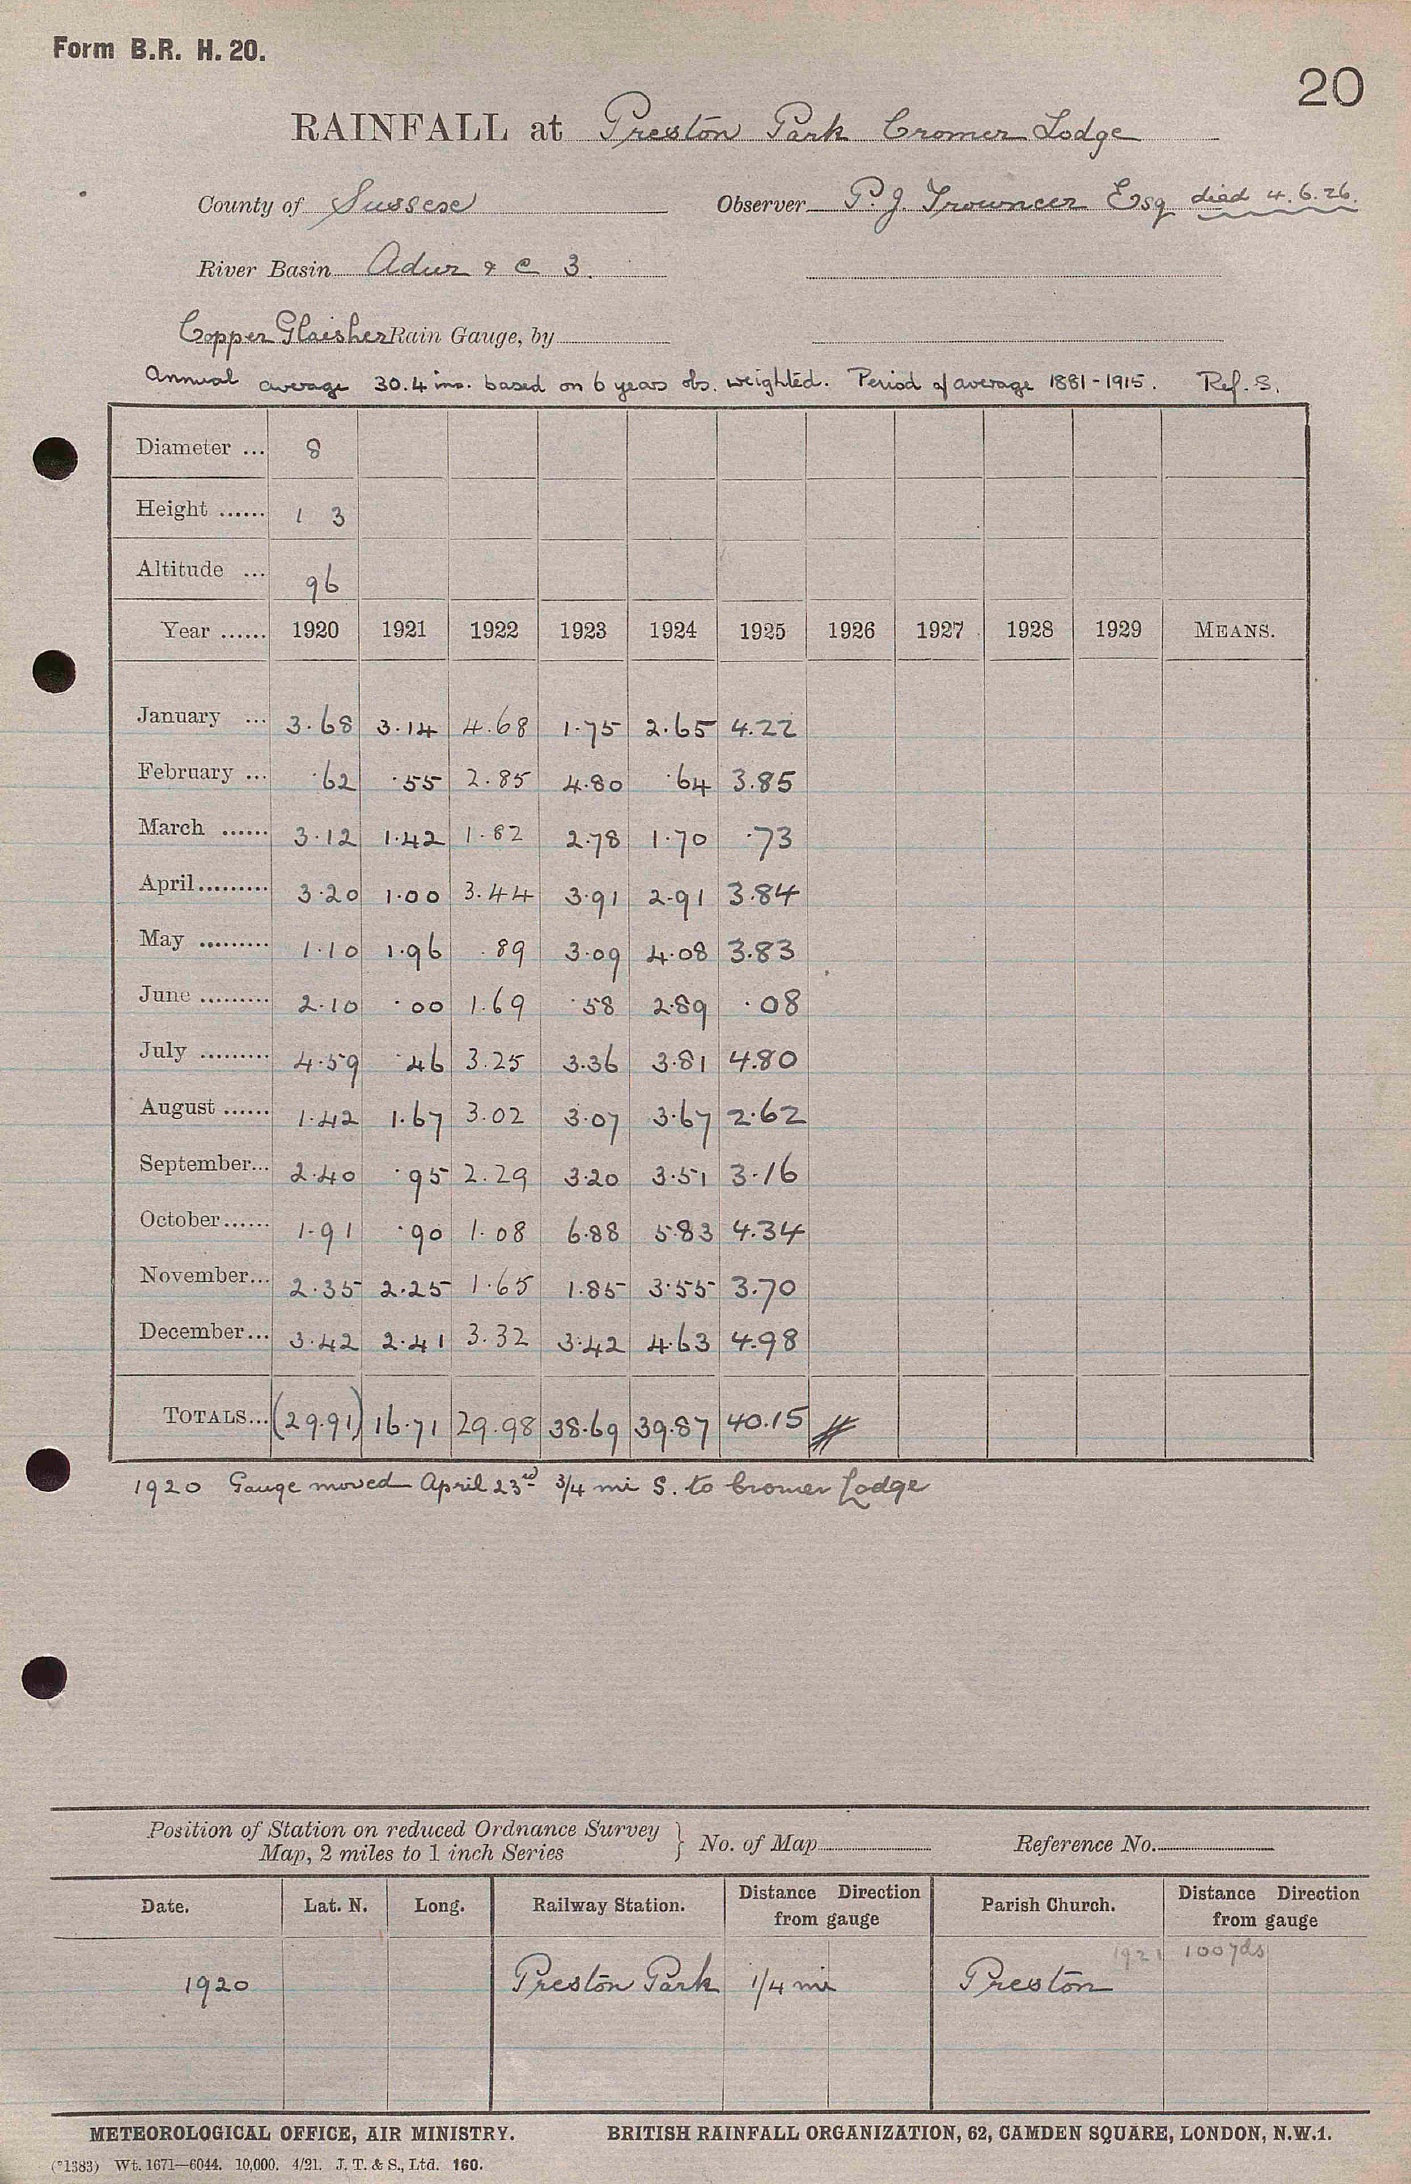 Form B.R. H. 20.
20
RAINFALL at Preston Park Cromer Lodge
County of Sussex Observer P. J. Trouncer Esq died 4.6.26.
River Basin Adur & c 3.
Copper Glaisher Rain Gauge, by
Annual average 30.4 ins. based on 6 years obs. weighted. Period of average 1881-1915. Ref. S.
Diameter ... 8
Height ...... 1 3
Altitude ... 96
Year ...... 1920 1921 1922 1923 1924 1925 1926 1927 1928 1929 MEANS.
January ... 3.68 3.14 4.68 1.75 2.65 4.22
February ... .62 .55 2.85 4.80 .64 3.85
March ...... 3.12 1.42 1.82 2.78 1.70 .73
April ......... 3.20 1.00 3.44 3.91 2.91 3.84
May ......... 1.10 1.96 .89 3.09 4.08 3.83
June ......... 2.10 .00 1.69 .58 2.89 .08
July ......... 4.59 .46 3.25 3.36 3.81 4.80
August ...... 1.42 1.67 3.02 3.07 3.67 2.62
September... 2.40 .95 2.29 3.20 3.51 3.16
October...... 1.91 .90 1.08 6.88 5.83 4.34
November... 2.35 2.25 1.65 1.85 3.55 3.70
December... 3.42 2.41 3.32 3.42 4.63 4.98
TOTALS... (29.91) 16.71 29.98 38.69 39.87 40.15
1920 Gauge moved April 23rd 3/4 mi S. to Cromer Lodge
Position of Station on reduced Ordnance Survey
Map, 2 miles to 1 inch Series } No. of Map Reference No.
Date. Lat. N. Long. Railway Station. Distance Direction from gauge Parish Church. Distance Direction from gauge
1921 100 yds
1920 Preston Park 1/4 mi Preston
METEOROLOGICAL OFFICE, AIR MINISTRY. BRITISH RAINFALL ORGANIZATION, 62, CAMDEN SQUARE, LONDON, N.W.1.
(*1383) Wt. 1671—6044. 10,000. 4/21. J. T. & S., Ltd. 160.